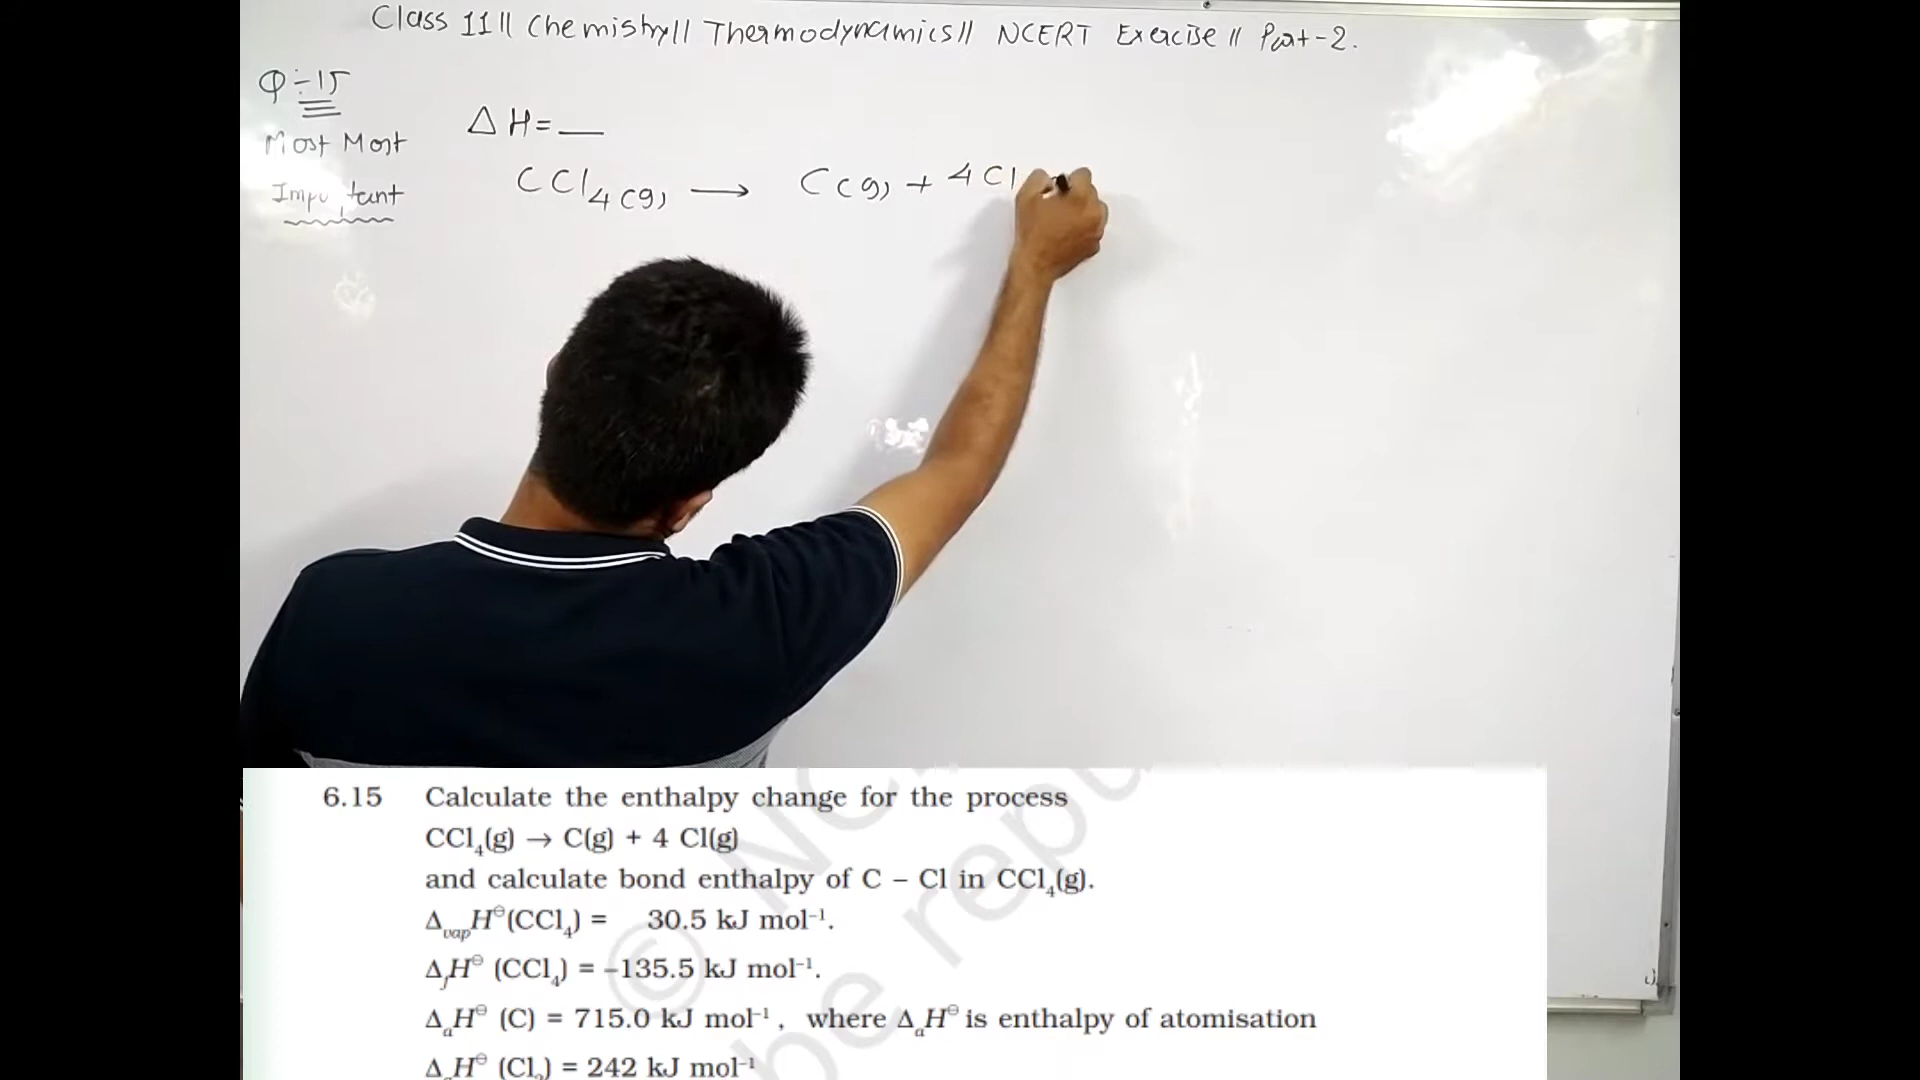 Class 11 || Chemistry || Thermodynamics // NCERT Exercise || Part-2.
Q÷-15
Most Most
Important
ΔH = __
CCl₄(g) → C(g) + 4Cl
6.15 Calculate the enthalpy change for the process
CCl₄(g) → C(g) + 4 Cl(g)
and calculate bond enthalpy of C – Cl in CCl₄(g).
ΔvapH⊖(CCl₄) = 30.5 kJ mol⁻¹.
ΔfH⊖ (CCl₄) = –135.5 kJ mol⁻¹.
ΔaH⊖ (C) = 715.0 kJ mol⁻¹ , where ΔaH⊖ is enthalpy of atomisation
ΔaH⊖ (Cl₂) = 242 kJ mol⁻¹